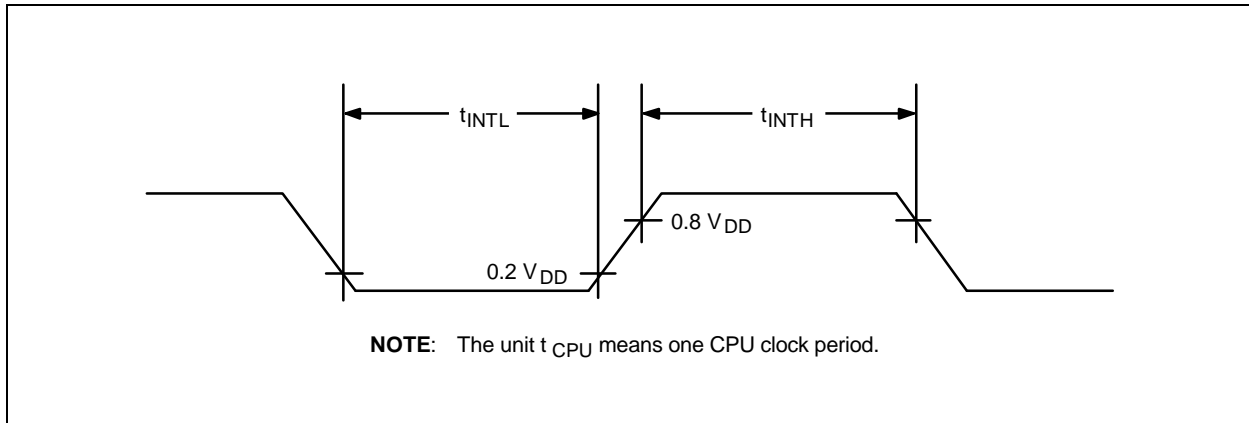 tINTL
tINTH
0.8 VDD
0.2 VDD
NOTE: The unit t CPU means one CPU clock period.